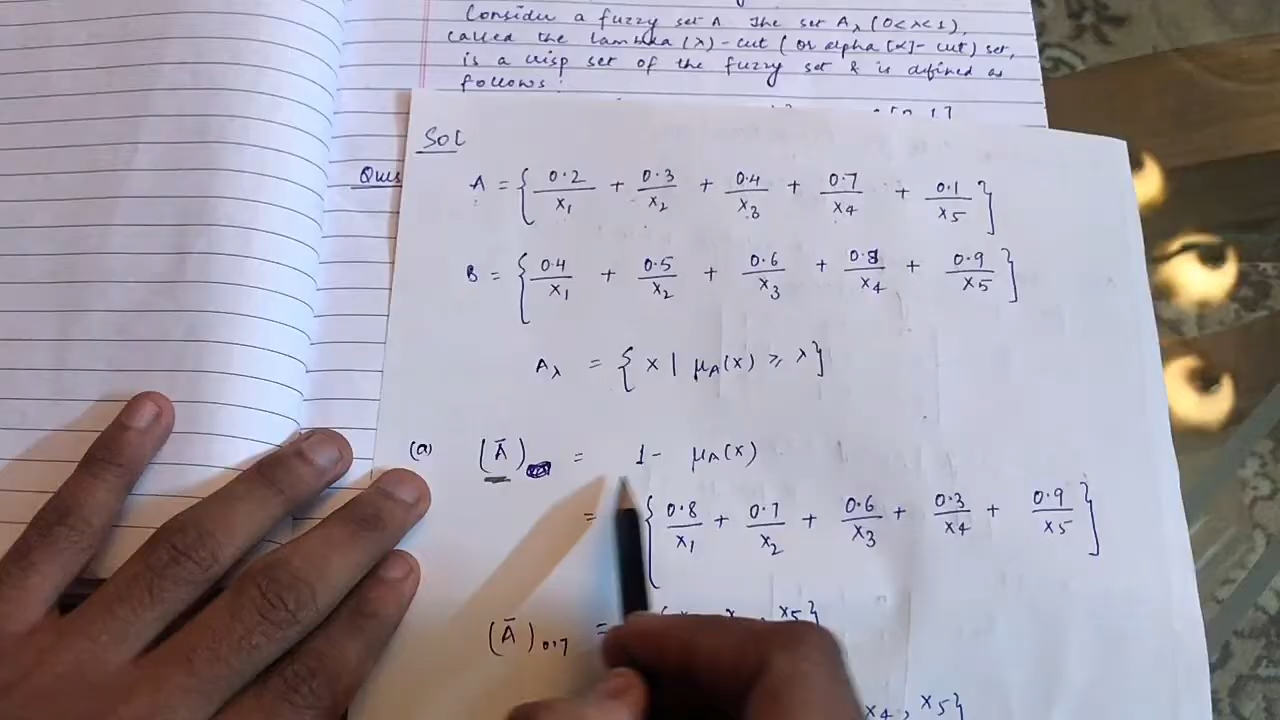 Consider a fuzzy set A. The set Aλ (0<λ<1),
called the lambda (λ)-cut (or alpha [α]-cut) set,
is a crisp set of the fuzzy set & is defined as
follows:
Ques
Sol
A = { 0.2/x1 + 0.3/x2 + 0.4/x3 + 0.7/x4 + 0.1/x5 }
B = { 0.4/x1 + 0.5/x2 + 0.6/x3 + 0.8/x4 + 0.9/x5 }
Aλ = { x | μA(x) ≥ λ }
(a) (Ā) = 1 - μA(x)
= { 0.8/x1 + 0.7/x2 + 0.6/x3 + 0.3/x4 + 0.9/x5 }
(Ā)0.7 = x5}
x4, x5}